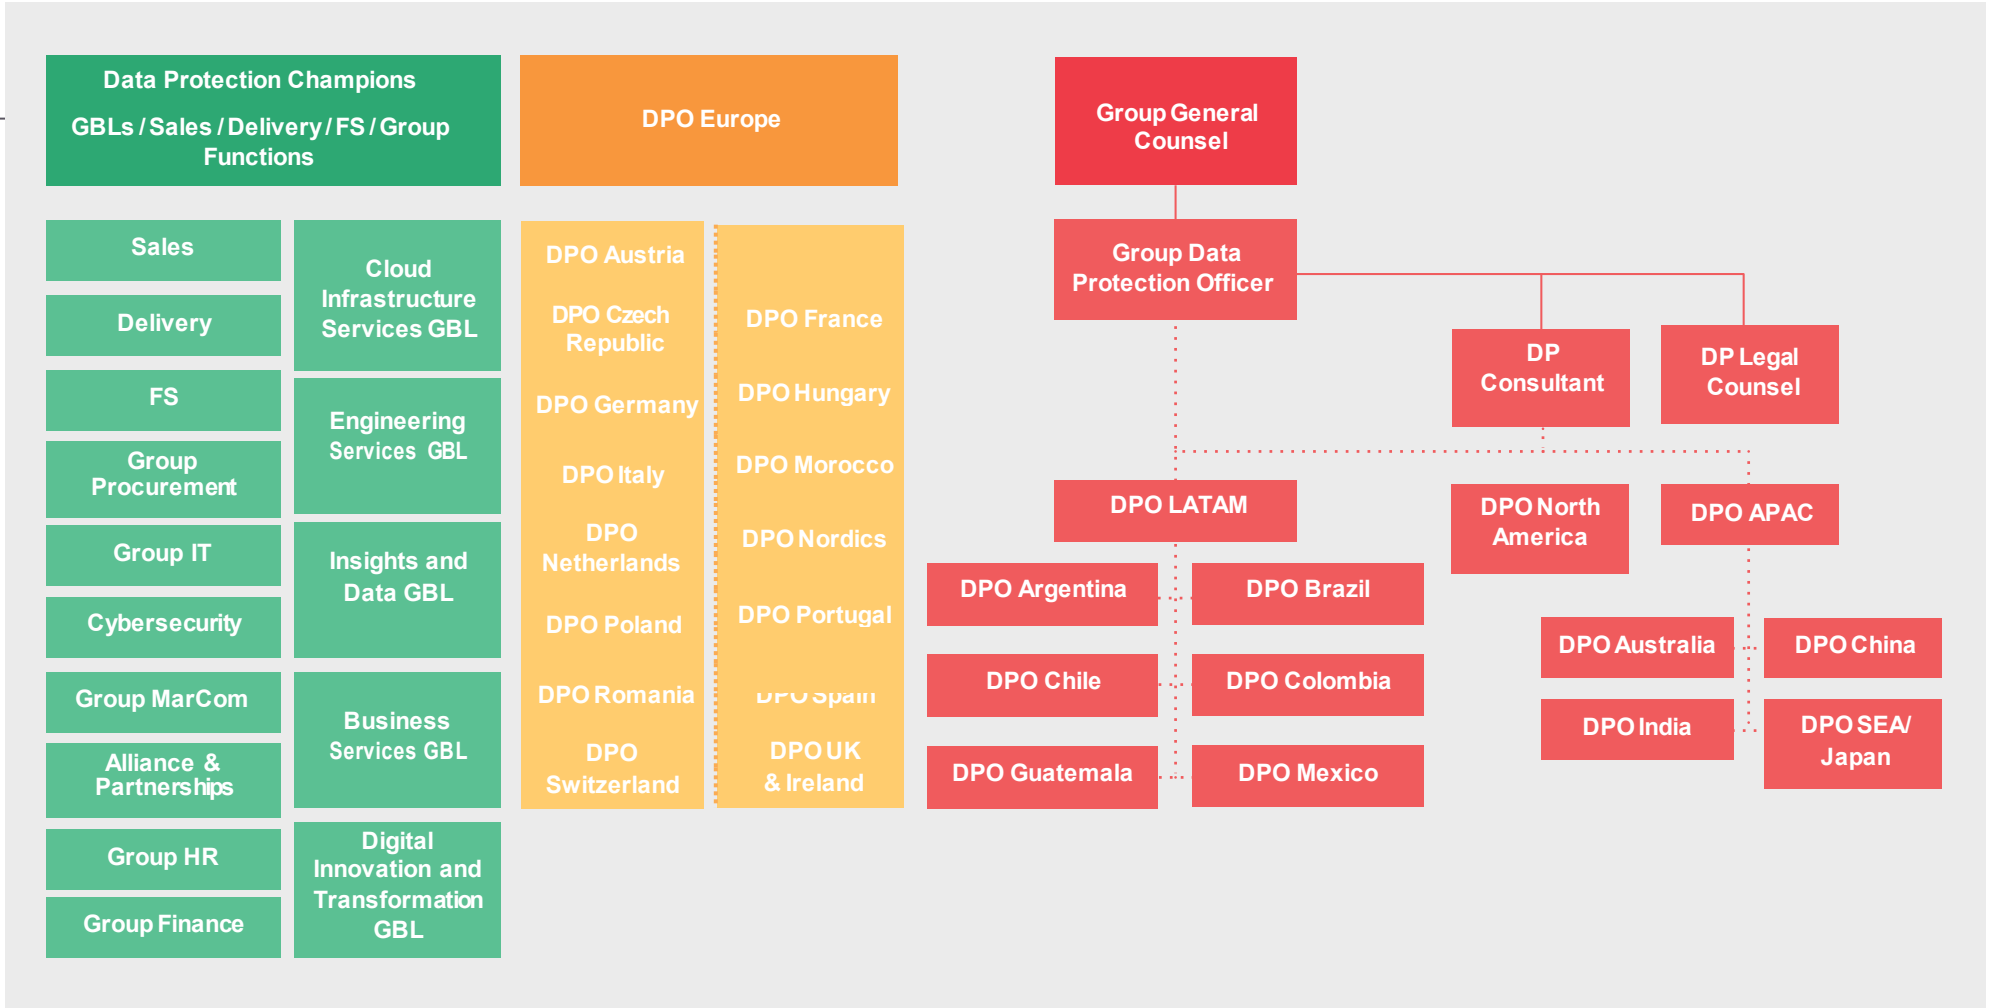 Data Protection Champions
GBLs / Sales / Delivery / FS / Group
Functions
Sales
Delivery
FS
Group
Procurement
Group IT
Cybersecurity
Group MarCom
Alliance &
Partnerships
Group HR
Group Finance
Cloud
Infrastructure
Services GBL
Engineering
Services GBL
Insights and
Data GBL
Business
Services GBL
Digital
Innovation and
Transformation
GBL
DPO Europe
DPO Austria
DPO Czech
Republic
DPO Germany
DPO Italy
DPO
Netherlands
DPO Poland
DPO Romania
DPO
Switzerland
DPO France
DPO Hungary
DPO Morocco
DPO Nordics
DPO Portugal
DPO Spain
DPO UK
& Ireland
Group General
Counsel
Group Data
Protection Officer
DP
Consultant
DP Legal
Counsel
DPO LATAM
DPO North
America
DPO APAC
DPO Argentina
DPO Brazil
DPO Chile
DPO Colombia
DPO Guatemala
DPO Mexico
DPO Australia
DPO China
DPO India
DPO SEA/
Japan